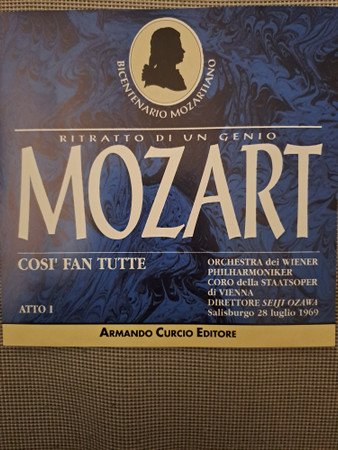 BICENTENARIO MOZARTIANO
RITRATTO DI UN GENIO
MOZART
COSI' FAN TUTTE
ATTO I
ORCHESTRA dei WIENER
PHILHARMONIKER
CORO della STAATSOPER
di VIENNA
DIRETTORE SEIJI OZAWA
Salisburgo 28 luglio 1969
ARMANDO CURCIO EDITORE